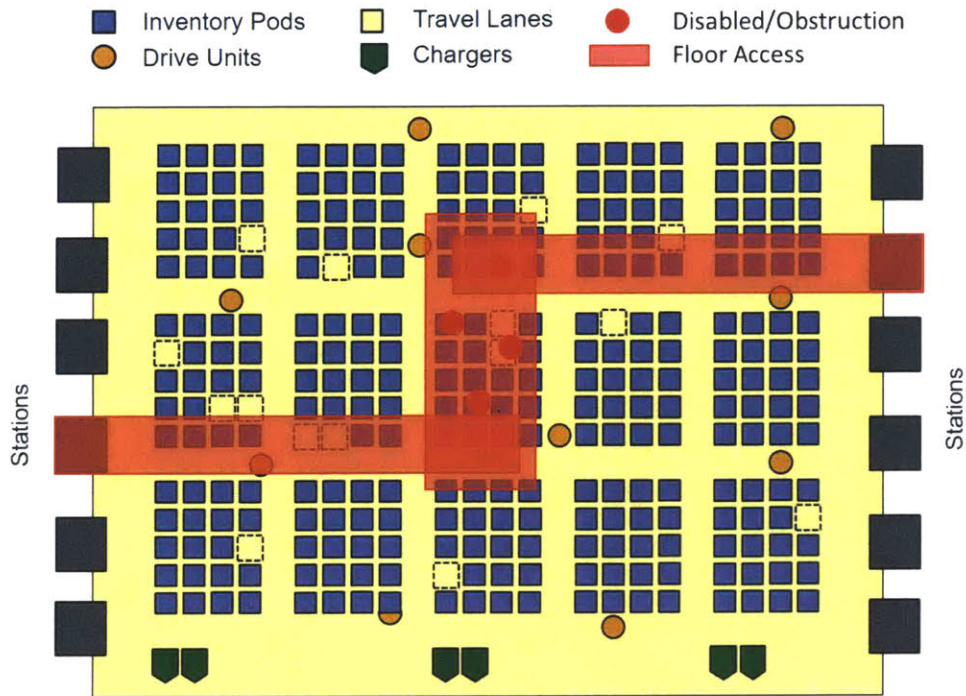 Inventory Pods
Travel Lanes
Disabled/Obstruction
Drive Units
Chargers
Floor Access
Stations
Stations